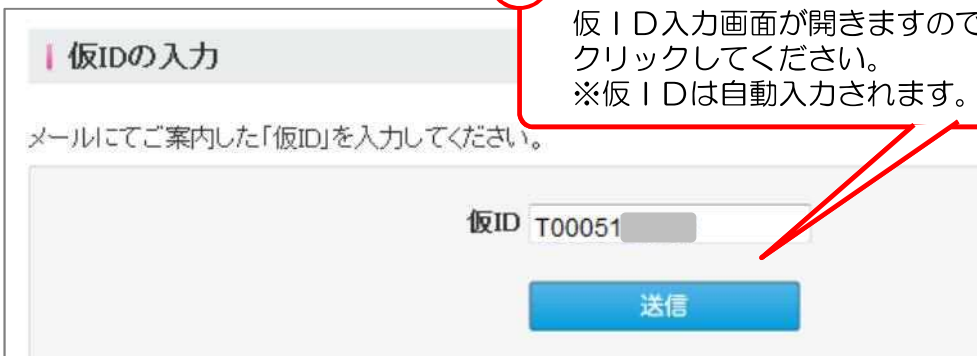 仮IDの入力
仮ＩＤ入力画面が開きますので
クリックしてください。
※仮ＩＤは自動入力されます。
メールにてご案内した「仮ID」を入力してください。
仮ID T00051
送信